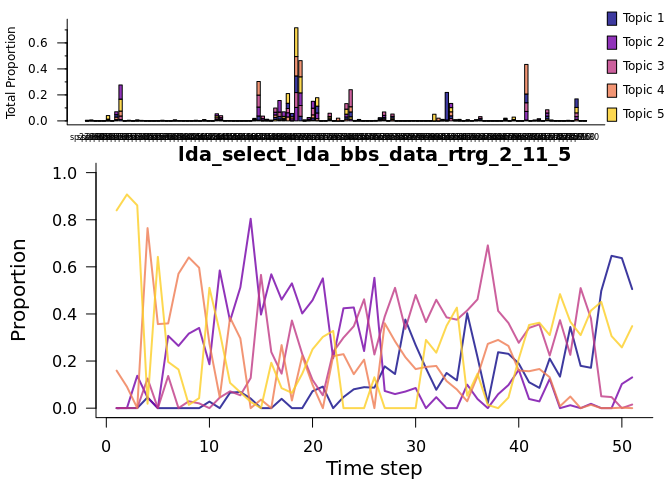 Topic 1
Topic 2
Topic 3
Topic 4
Topic 5
Total Proportion
0.6
0.4
0.2
0.0
lda_select_lda_bbs_data_rtrg_2_11_5
Proportion
1.0
0.8
0.6
0.4
0.2
0.0
0 10 20 30 40 50
Time step